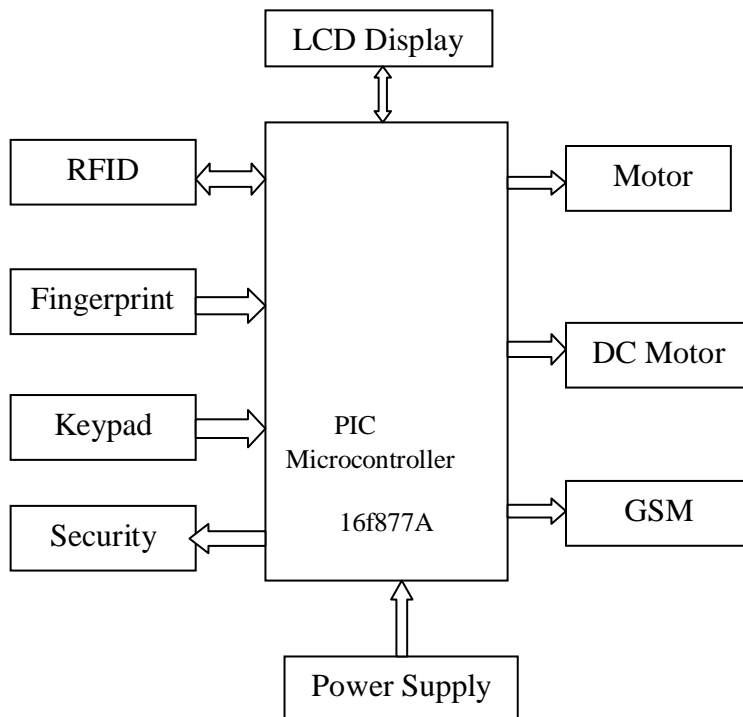 LCD Display
RFID
Motor
Fingerprint
DC Motor
Keypad
PIC
Microcontroller
16f877A
Security
GSM
Power Supply